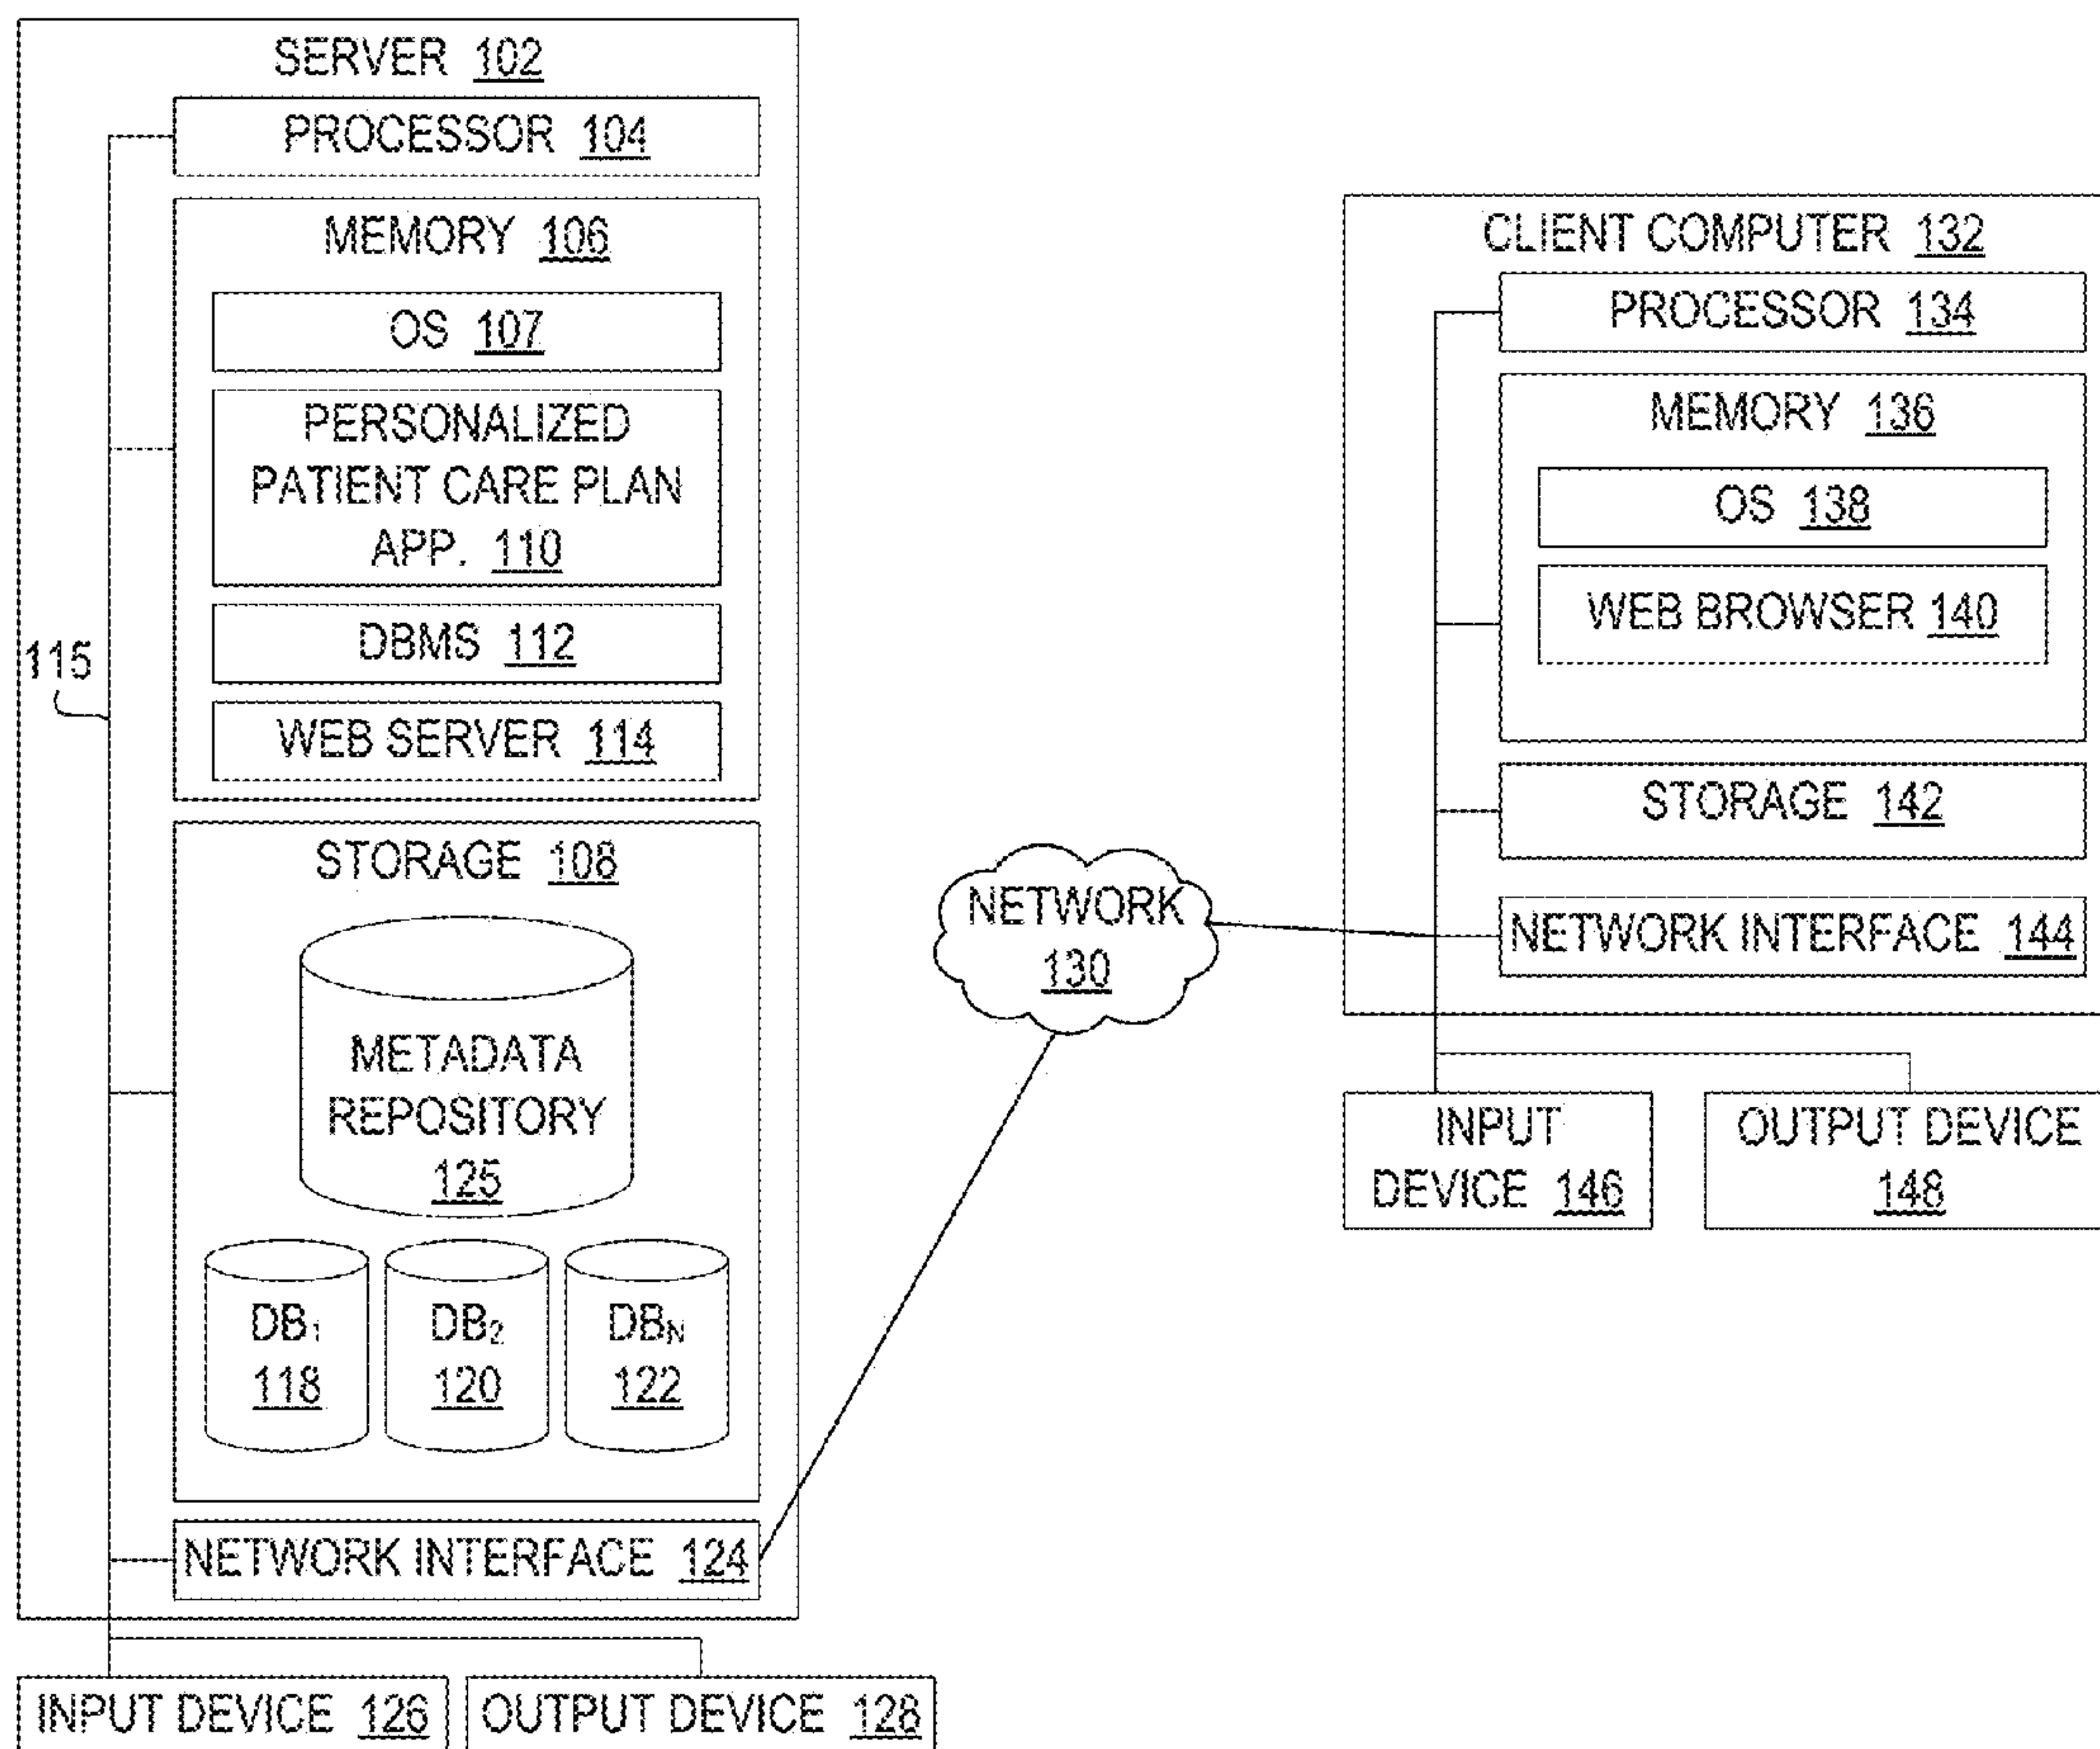 SERVER 102
PROCESSOR 104
MEMORY 106
OS 107
PERSONALIZED
PATIENT CARE PLAN
APP. 110
DBMS 112
WEB SERVER 114
115
STORAGE 108
METADATA
REPOSITORY
125
DB₁
118
DB₂
120
DB_N
122
NETWORK INTERFACE 124
INPUT DEVICE 126
OUTPUT DEVICE 128
NETWORK
130
CLIENT COMPUTER 132
PROCESSOR 134
MEMORY 136
OS 138
WEB BROWSER 140
STORAGE 142
NETWORK INTERFACE 144
INPUT
DEVICE 146
OUTPUT DEVICE
148